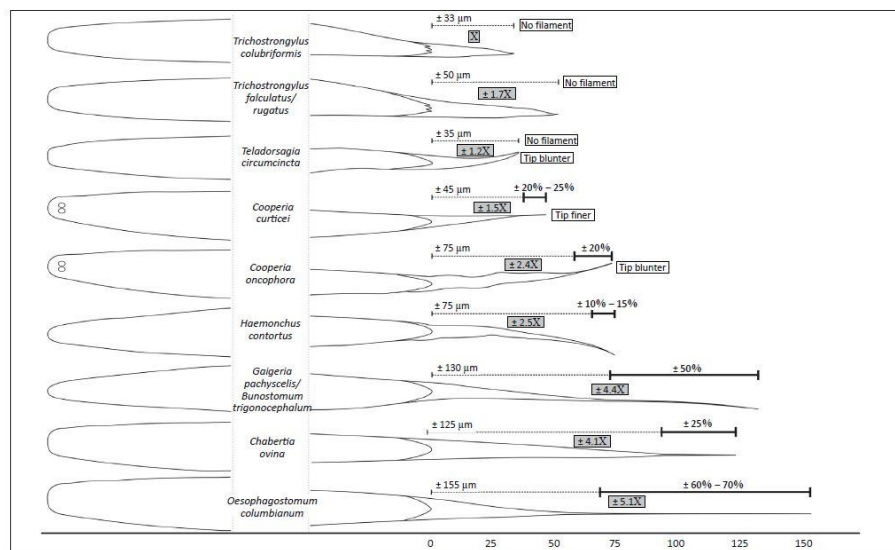 ± 33 µm
No filament
X
Trichostrongylus
colubriformis
± 50 µm
No filament
± 1.7X
Trichostrongylus
falculatus/
rugatus
± 35 µm
No filament
± 1.2X
Tip blunter
Teladorsagia
circumcincta
± 45 µm
± 20% – 25%
± 1.5X
Tip finer
Cooperia
curticei
± 75 µm
± 20%
± 2.4X
Tip blunter
Cooperia
oncophora
± 75 µm
± 10% – 15%
± 2.5X
Haemonchus
contortus
± 130 µm
± 50%
± 4.4X
Gaigeria
pachyscelis/
Bunostomum
trigonocephalum
± 125 µm
± 25%
± 4.1X
Chabertia
ovina
± 155 µm
± 60% – 70%
± 5.1X
Oesophagostomum
columbianum
0 25 50 75 100 125 150